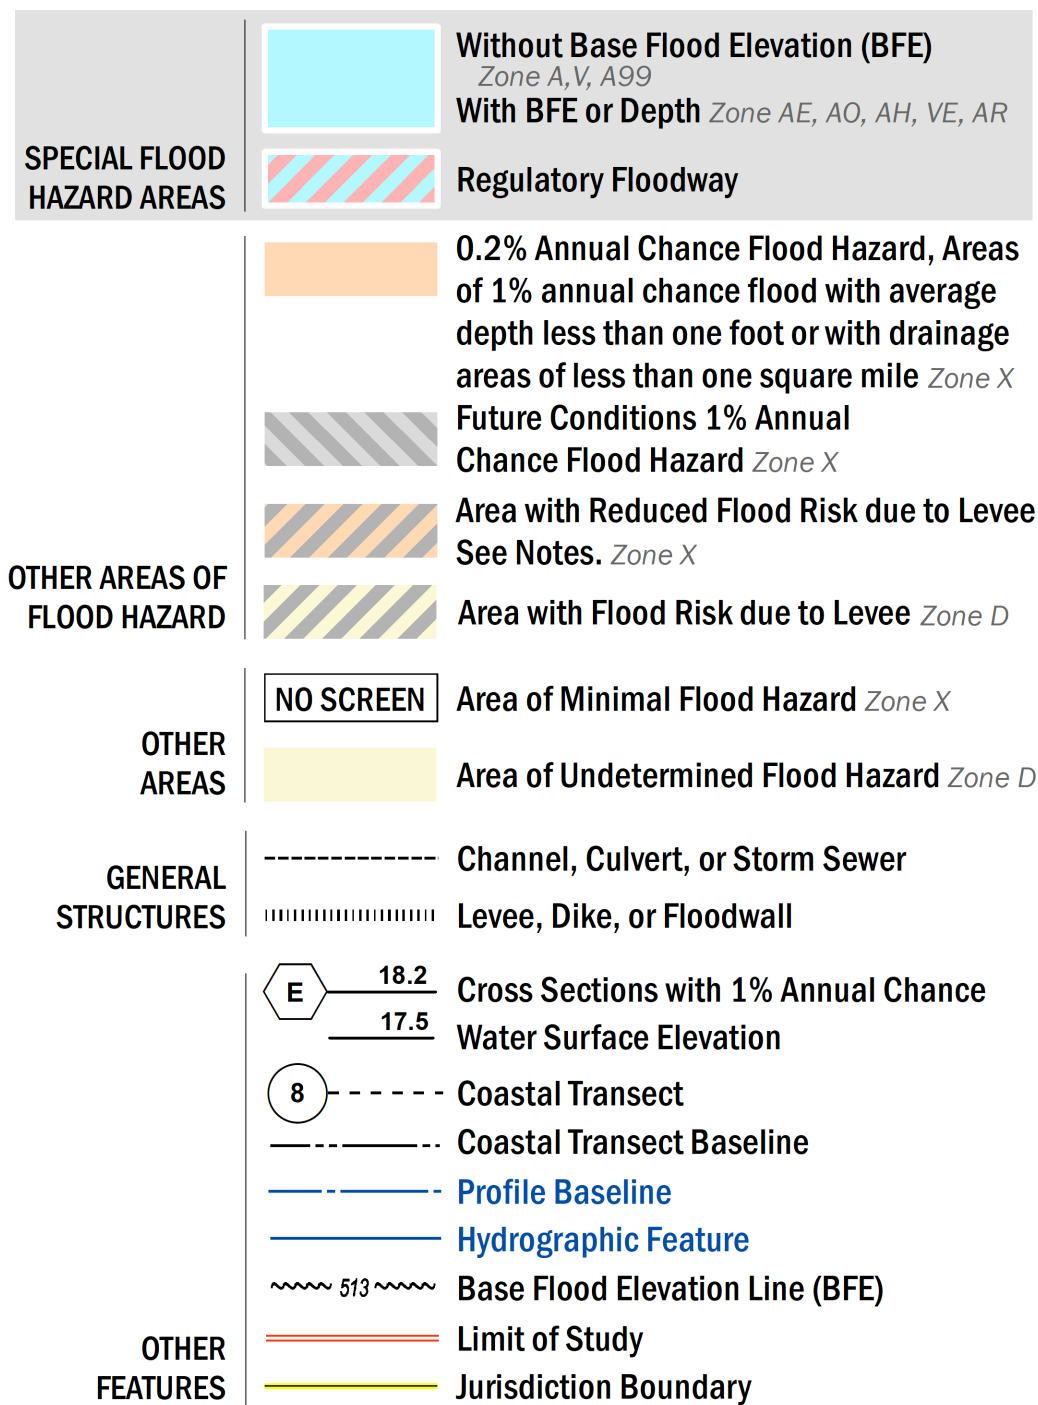 SPECIAL FLOOD
HAZARD AREAS
Without Base Flood Elevation (BFE)
Zone A,V, A99
With BFE or Depth Zone AE, AO, AH, VE, AR
Regulatory Floodway
OTHER AREAS OF
FLOOD HAZARD
0.2% Annual Chance Flood Hazard, Areas
of 1% annual chance flood with average
depth less than one foot or with drainage
areas of less than one square mile Zone X
Future Conditions 1% Annual
Chance Flood Hazard Zone X
Area with Reduced Flood Risk due to Levee
See Notes. Zone X
Area with Flood Risk due to Levee Zone D
OTHER
AREAS
NO SCREEN Area of Minimal Flood Hazard Zone X
Area of Undetermined Flood Hazard Zone D
GENERAL
STRUCTURES
Channel, Culvert, or Storm Sewer
Levee, Dike, or Floodwall
OTHER
FEATURES
E 18.2 Cross Sections with 1% Annual Chance
17.5 Water Surface Elevation
8 Coastal Transect
Coastal Transect Baseline
Profile Baseline
Hydrographic Feature
513 Base Flood Elevation Line (BFE)
Limit of Study
Jurisdiction Boundary